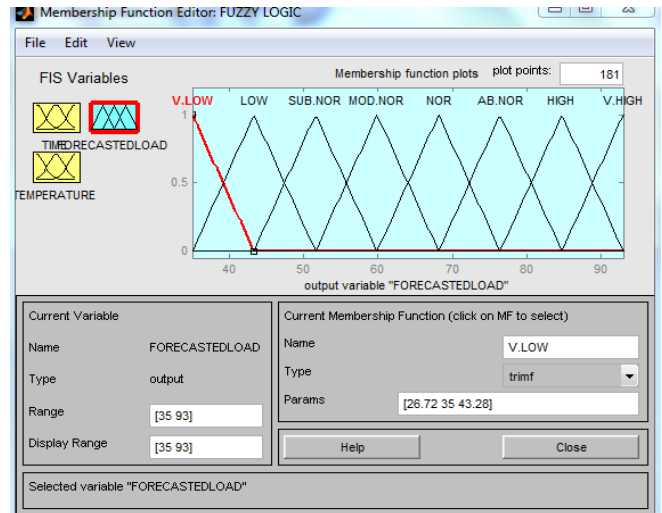 Membership Function Editor: FUZZY LOGIC
File Edit View
FIS Variables
Membership function plots plot points: 181
V.LOW LOW SUB.NOR MOD.NOR NOR AB.NOR HIGH V.HIGH
1
0.5
0
TIME
FORECASTEDLOAD
TEMPERATURE
40 50 60 70 80 90
output variable "FORECASTEDLOAD"
Current Variable
Name FORECASTEDLOAD
Type output
Range [35 93]
Display Range [35 93]
Current Membership Function (click on MF to select)
Name V.LOW
Type trimf
Params [26.72 35 43.28]
Help Close
Selected variable "FORECASTEDLOAD"